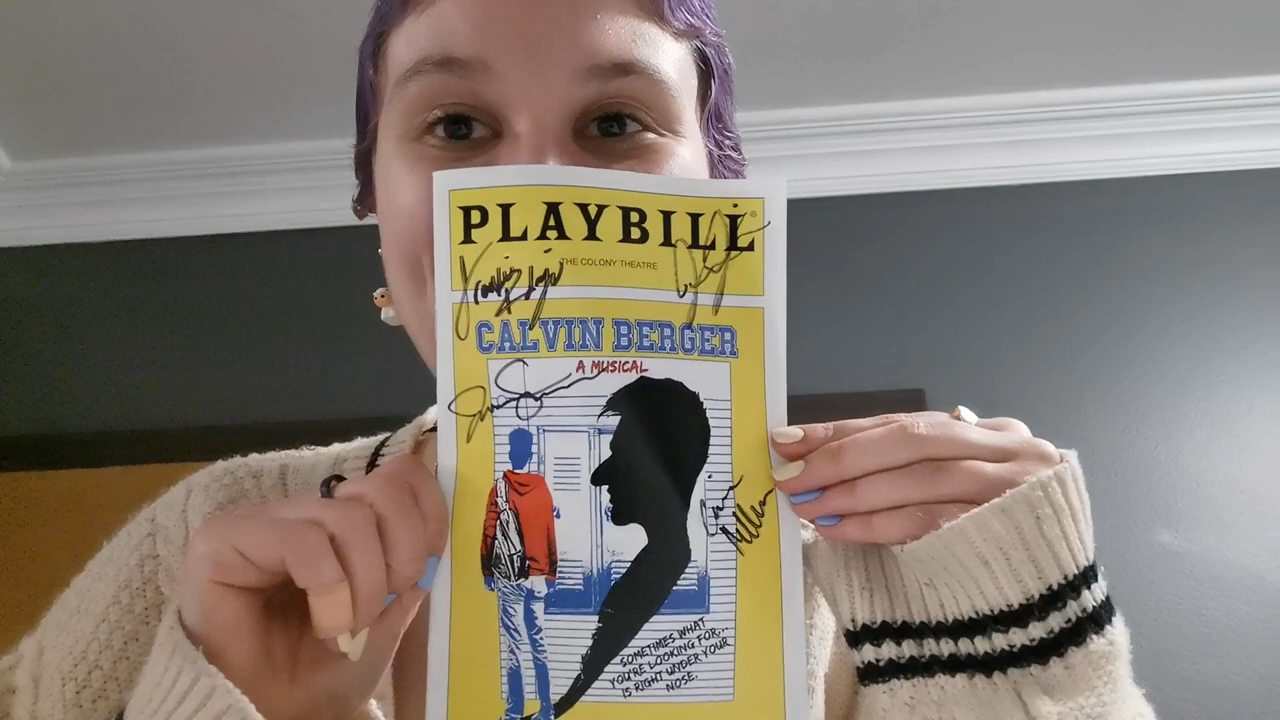 PLAYBILL®
THE COLONY THEATRE
CALVIN BERGER
A MUSICAL
SOMETIMES WHAT
YOU'RE LOOKING FOR,
IS RIGHT UNDER YOUR
NOSE.